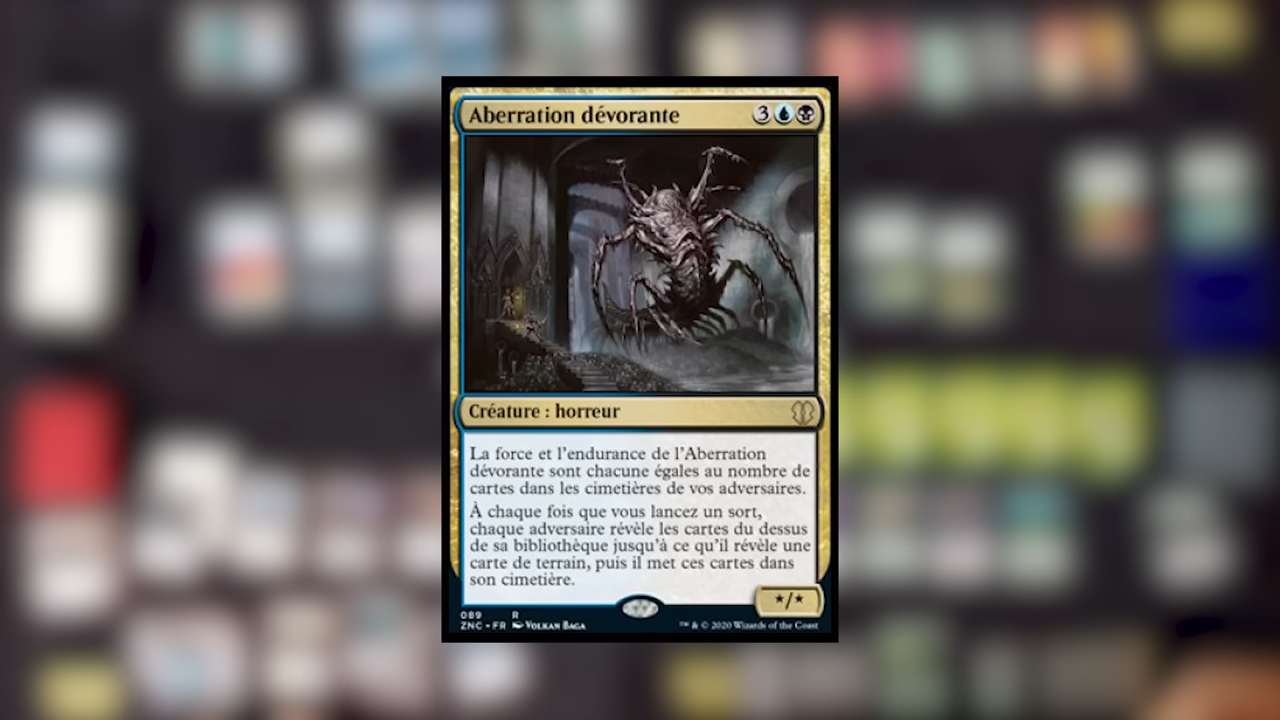 Aberration dévorante 3
Créature : horreur
La force et l'endurance de l'Aberration
dévorante sont chacune égales au nombre de
cartes dans les cimetières de vos adversaires.
À chaque fois que vous lancez un sort,
chaque adversaire révèle les cartes du dessus
de sa bibliothèque jusqu'à ce qu'il révèle une
carte de terrain, puis il met ces cartes dans
son cimetière.
*/*
089 R
ZNC • FR Volkan Baga ™ & © 2020 Wizards of the Coast